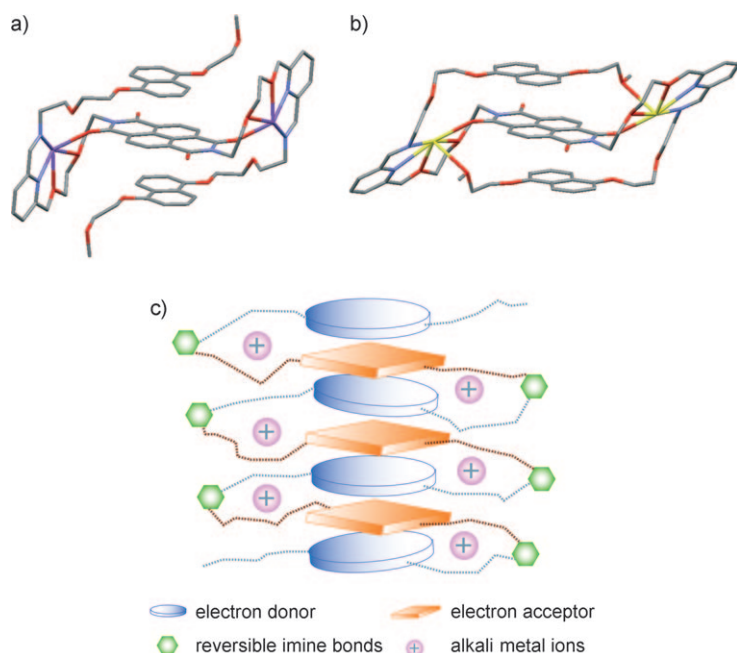 a)
b)
c)
electron donor
electron acceptor
reversible imine bonds
alkali metal ions